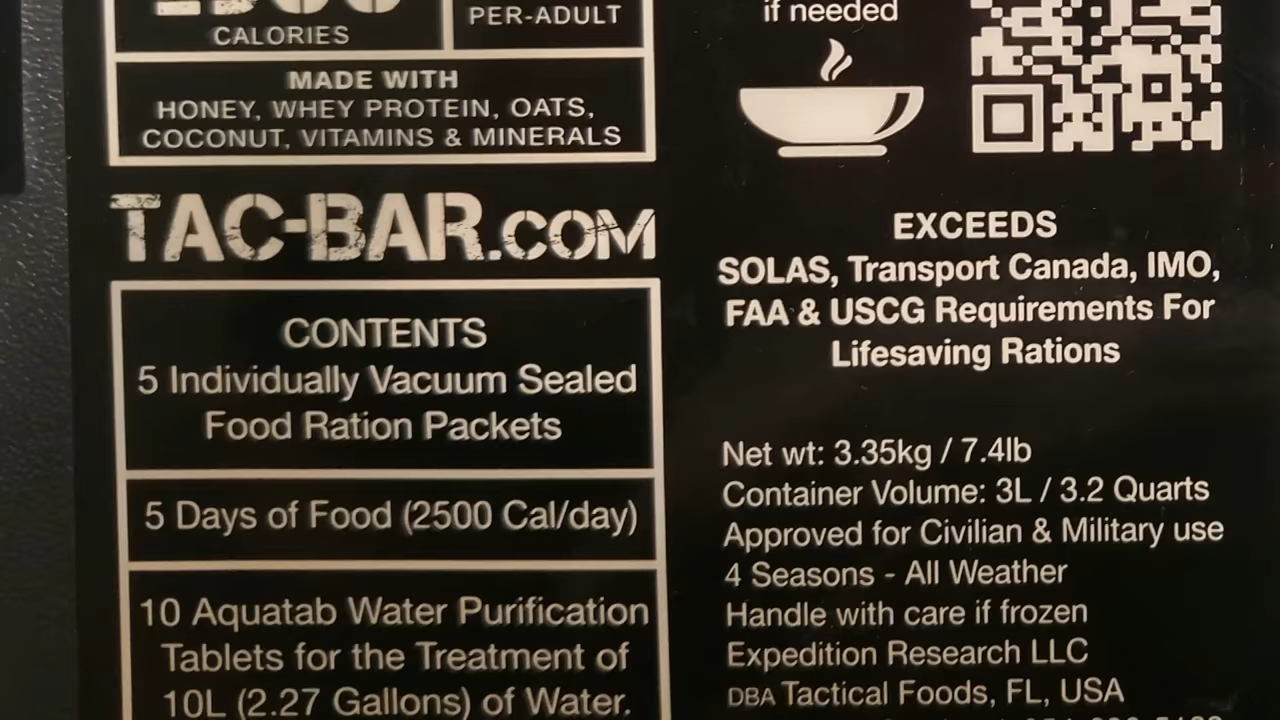 CALORIES
PER-ADULT
MADE WITH
HONEY, WHEY PROTEIN, OATS,
COCONUT, VITAMINS & MINERALS
TAC-BAR.COM
CONTENTS
5 Individually Vacuum Sealed
Food Ration Packets
5 Days of Food (2500 Cal/day)
10 Aquatab Water Purification
Tablets for the Treatment of
10L (2.27 Gallons) of Water.
if needed
EXCEEDS
SOLAS, Transport Canada, IMO,
FAA & USCG Requirements For
Lifesaving Rations
Net wt: 3.35kg / 7.4lb
Container Volume: 3L / 3.2 Quarts
Approved for Civilian & Military use
4 Seasons - All Weather
Handle with care if frozen
Expedition Research LLC
DBA Tactical Foods, FL, USA